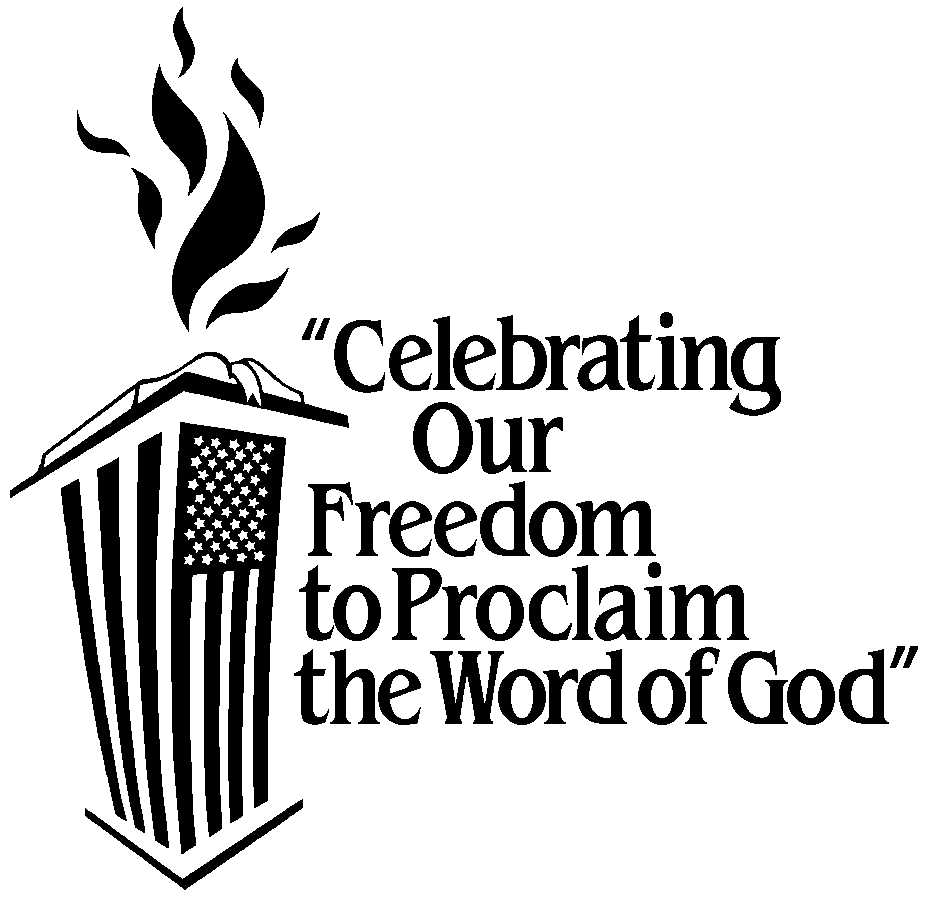 "Celebrating
Our
Freedom
to Proclaim
the Word of God"